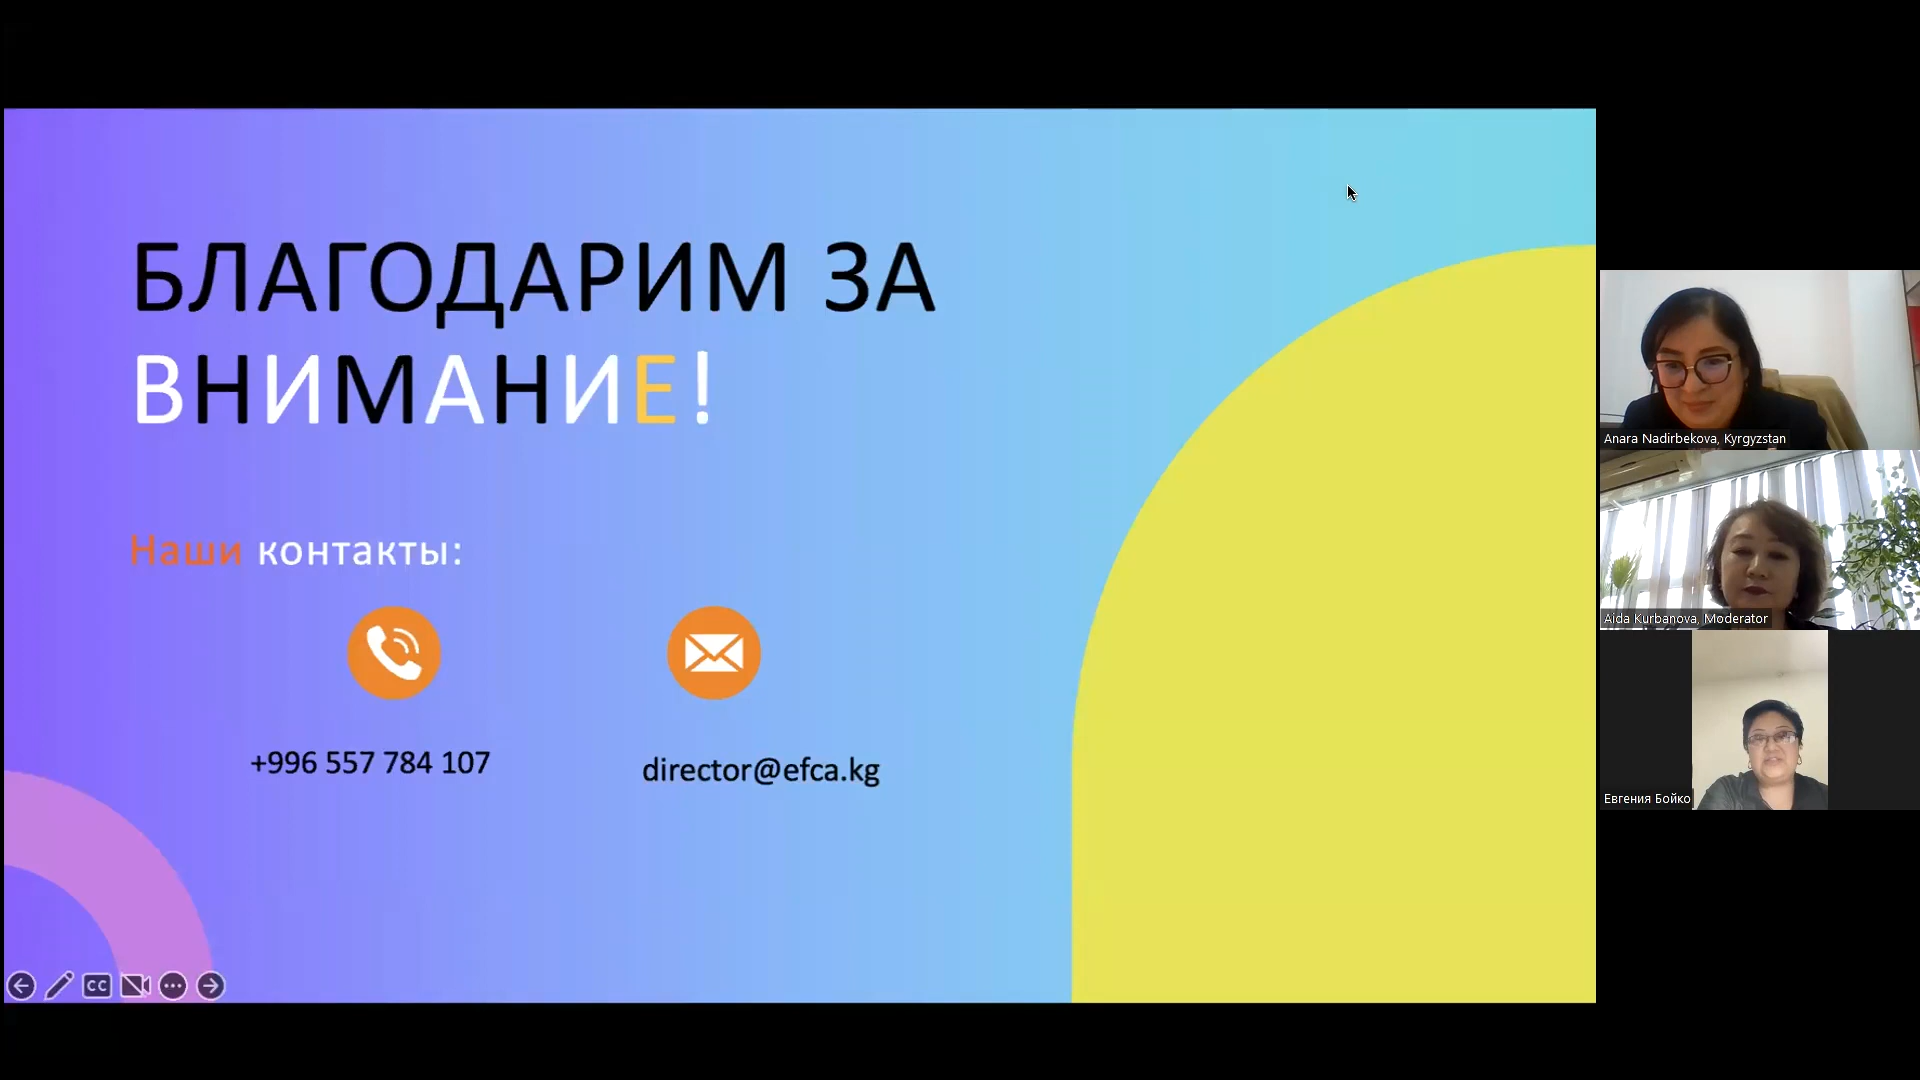 БЛАГОДАРИМ ЗА
ВНИМАНИЕ!
Наши контакты:
+996 557 784 107
director@efca.kg
CC
Anara Nadirbekova, Kyrgyzstan
Aida Kurbanova, Moderator
Евгения Бойко